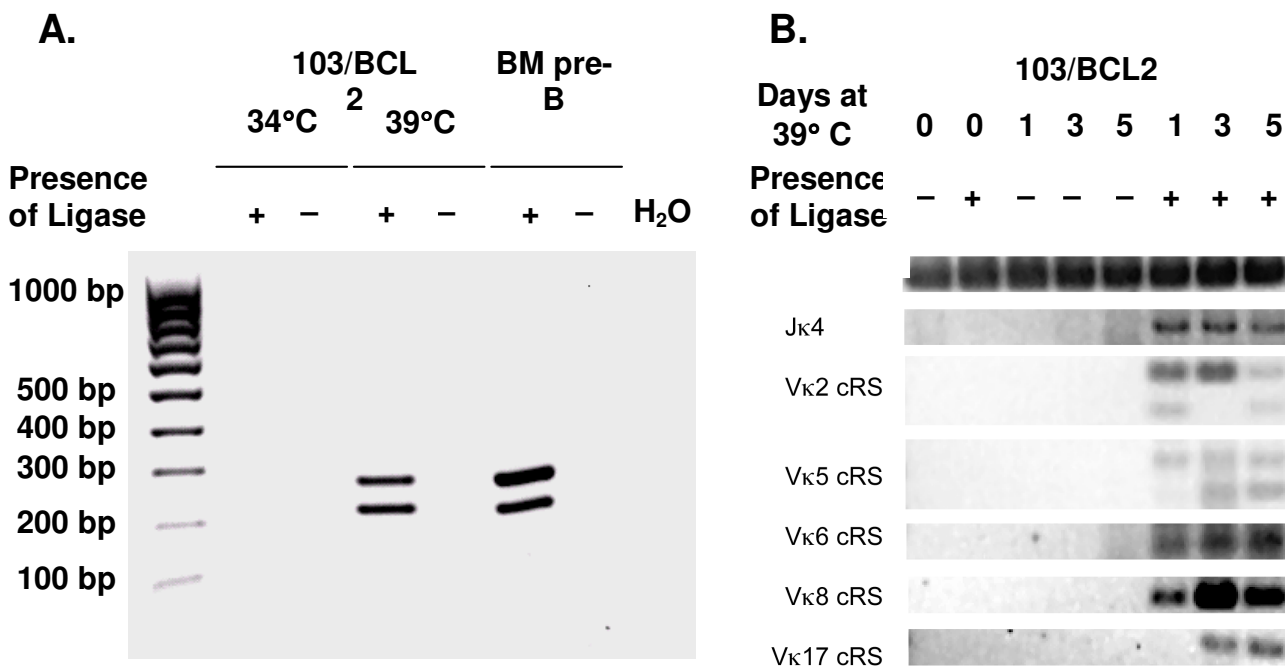 A.
103/BCL
2
BM pre-
B
34°C
39°C
Presence
of Ligase
+ – + – + – H₂O
1000 bp
500 bp
400 bp
300 bp
200 bp
100 bp
B.
103/BCL2
Days at
39° C
0 0 1 3 5 1 3 5
Presence
of Ligase
– + – – – + + +
Jκ4
Vκ2 cRS
Vκ5 cRS
Vκ6 cRS
Vκ8 cRS
Vκ17 cRS